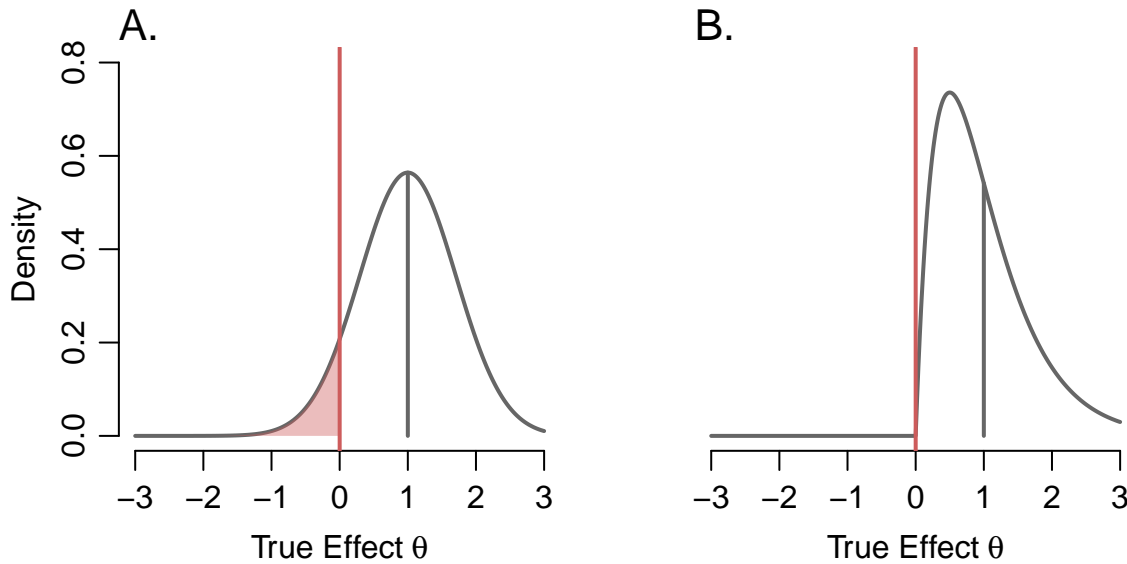 A.
Density
0.0 0.2 0.4 0.6 0.8
−3 −2 −1 0 1 2 3
True Effect θ
B.
−3 −2 −1 0 1 2 3
True Effect θ